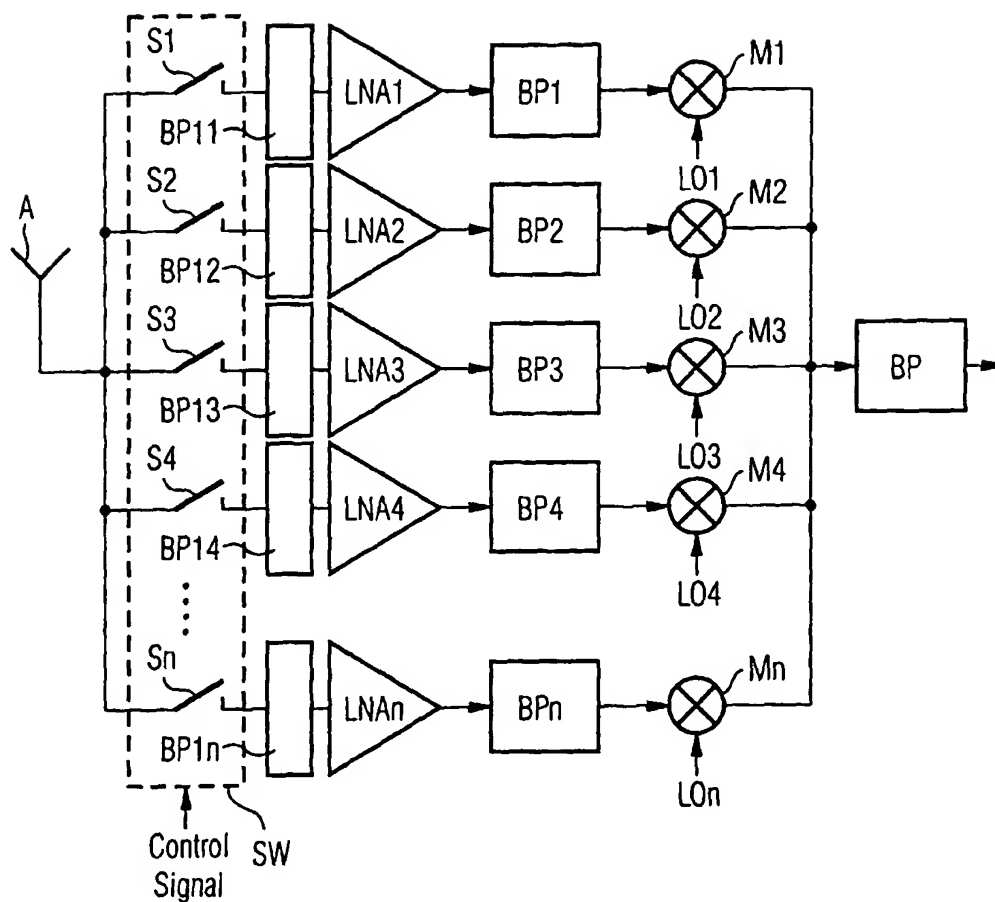 S1
LNA1
BP1
M1
BP11
LO1
S2
LNA2
BP2
M2
A
BP12
LO2
S3
LNA3
BP3
M3
BP
BP13
LO3
S4
LNA4
BP4
M4
BP14
LO4
Sn
LNAn
BPn
Mn
BP1n
LOn
Control
Signal
SW